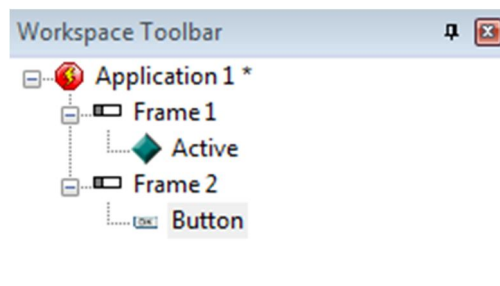 Workspace Toolbar
Application 1 *
Frame 1
Active
Frame 2
OK Button